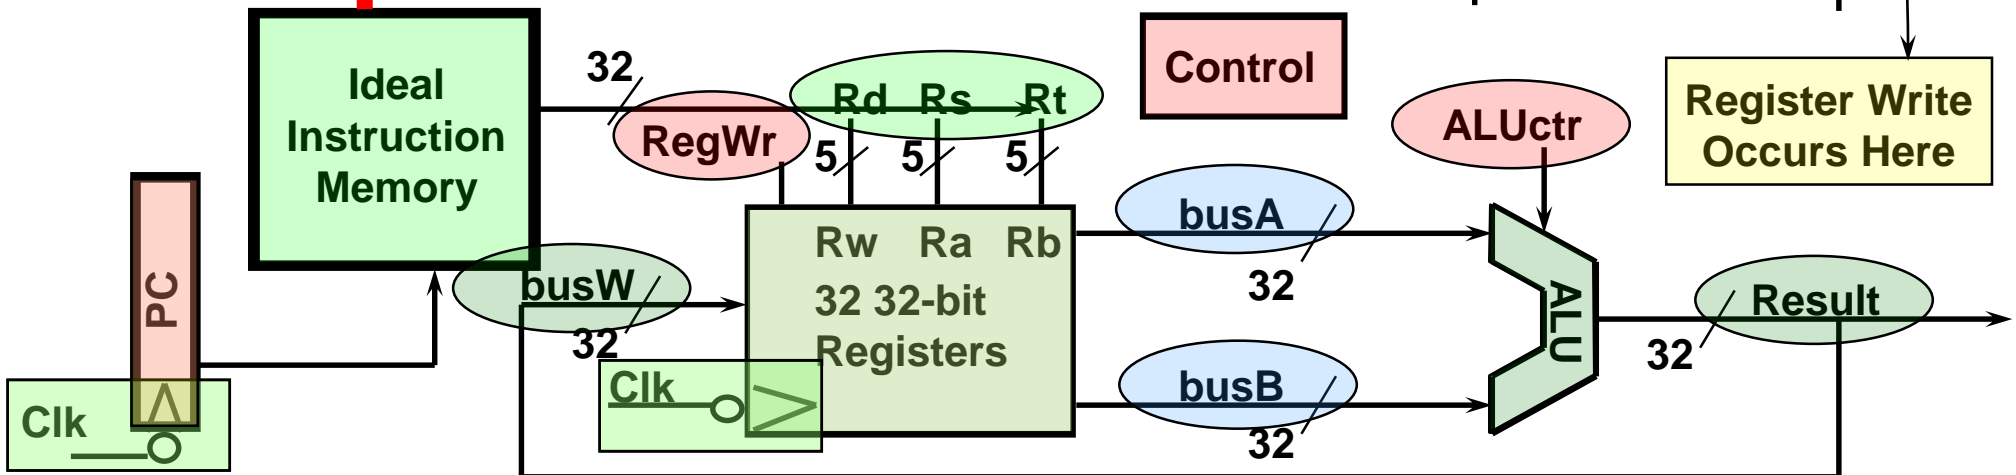 Ideal
Instruction
Memory
32
Rd Rs Rt
RegWr
5 5 5
Control
ALUctr
Register Write
Occurs Here
PC
Clk
busW
32
Rw Ra Rb
32 32-bit
Registers
Clk
busA
32
busB
32
ALU
Result
32